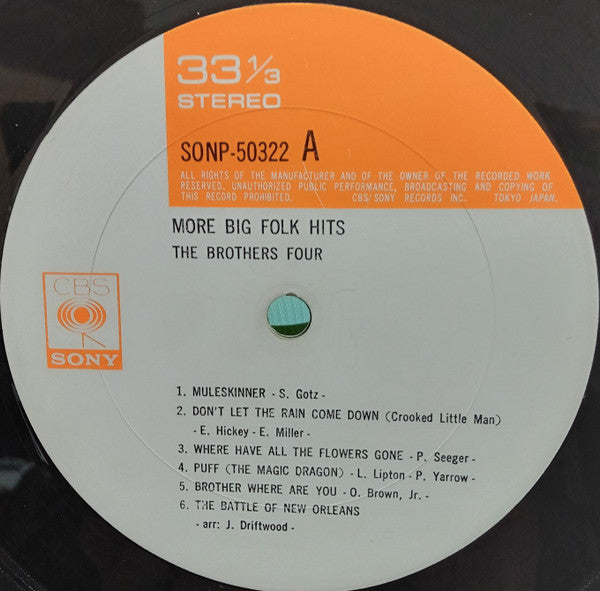 33 1/3
STEREO
SONP-50322 A
ALL RIGHTS OF THE MANUFACTURER AND OF THE OWNER OF THE RECORDED WORK
RESERVED. UNAUTHORIZED PUBLIC PERFORMANCE, BROADCASTING AND COPYING OF
THIS RECORD PROHIBITED. CBS/SONY RECORDS INC. TOKYO JAPAN.
MORE BIG FOLK HITS
THE BROTHERS FOUR
CBS
SONY
1. MULESKINNER - S. Gotz -
2. DON'T LET THE RAIN COME DOWN (Crooked Little Man)
- E. Hickey - E. Miller -
3. WHERE HAVE ALL THE FLOWERS GONE - P. Seeger -
4. PUFF (THE MAGIC DRAGON) - L. Lipton - P. Yarrow -
5. BROTHER WHERE ARE YOU - O. Brown, Jr. -
6. THE BATTLE OF NEW ORLEANS
- arr: J. Driftwood -